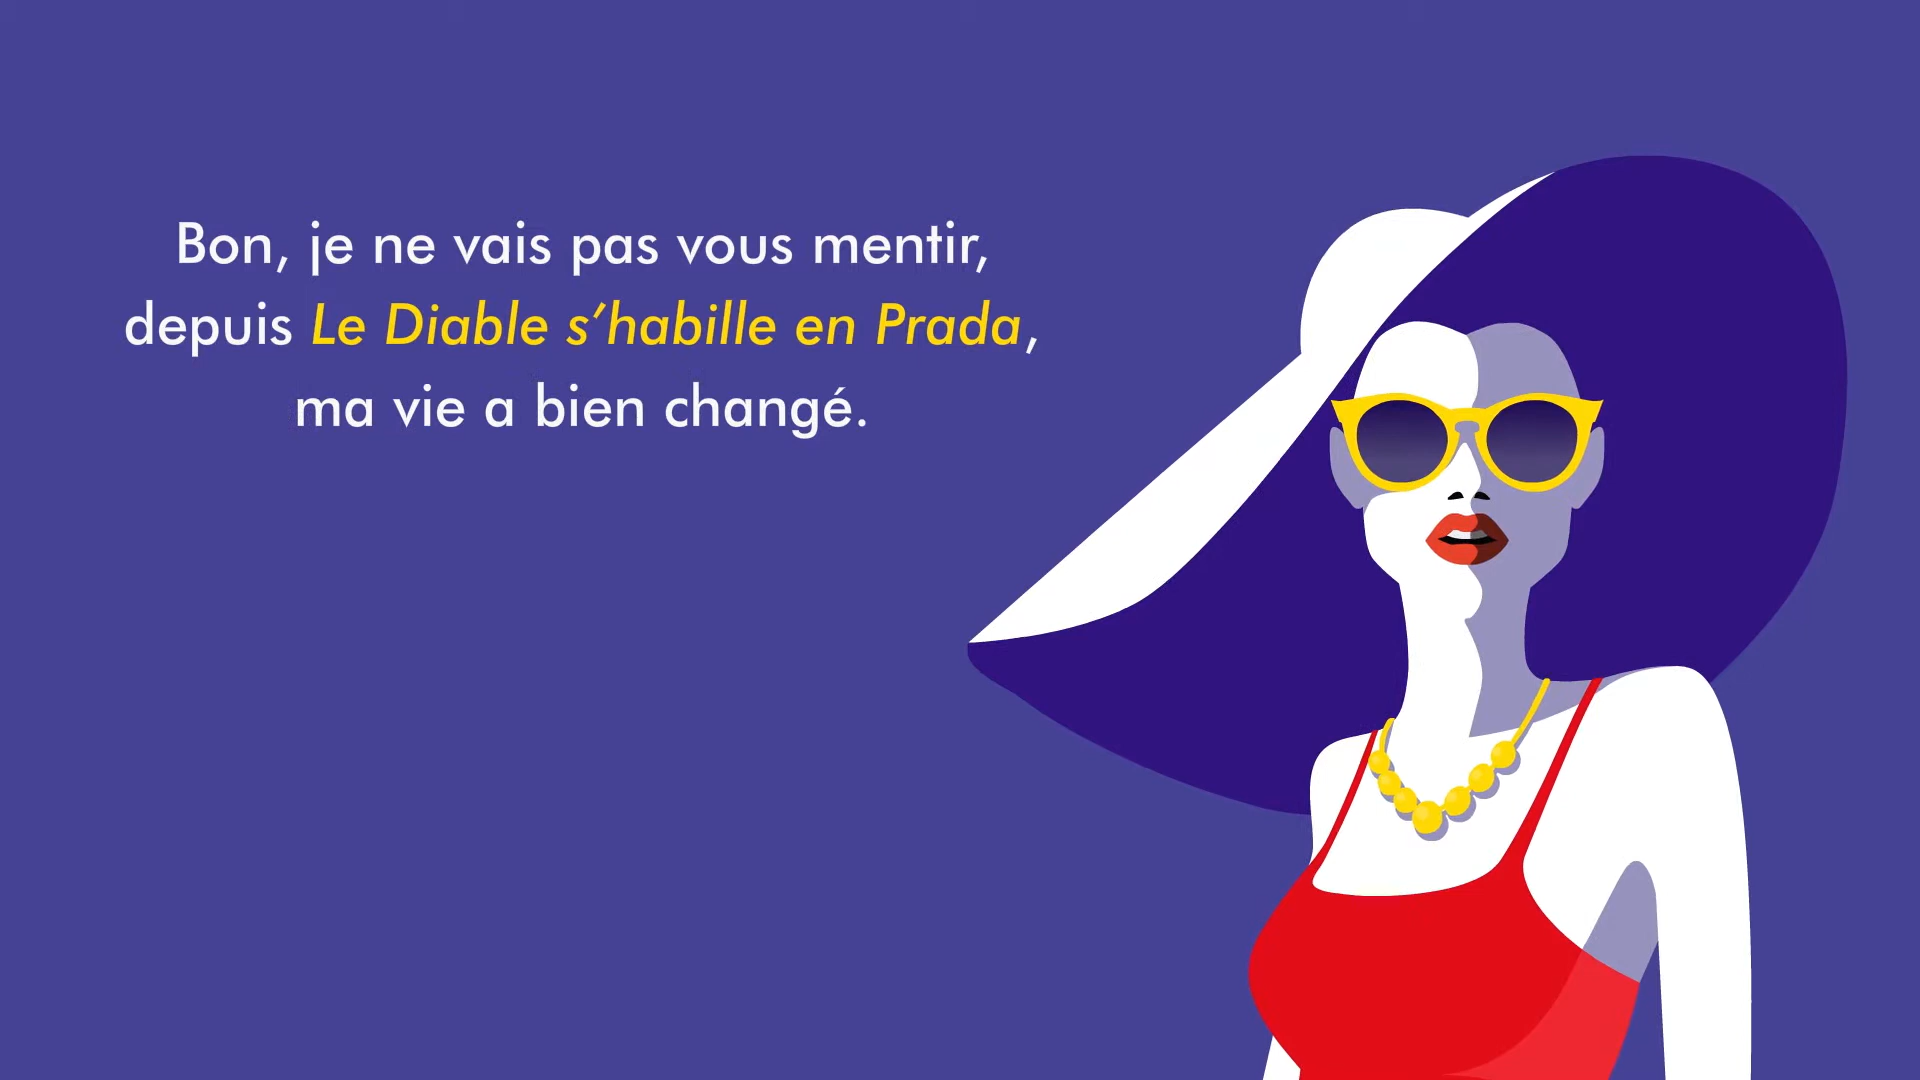 Bon, je ne vais pas vous mentir,
depuis Le Diable s’habille en Prada,
ma vie a bien changé.